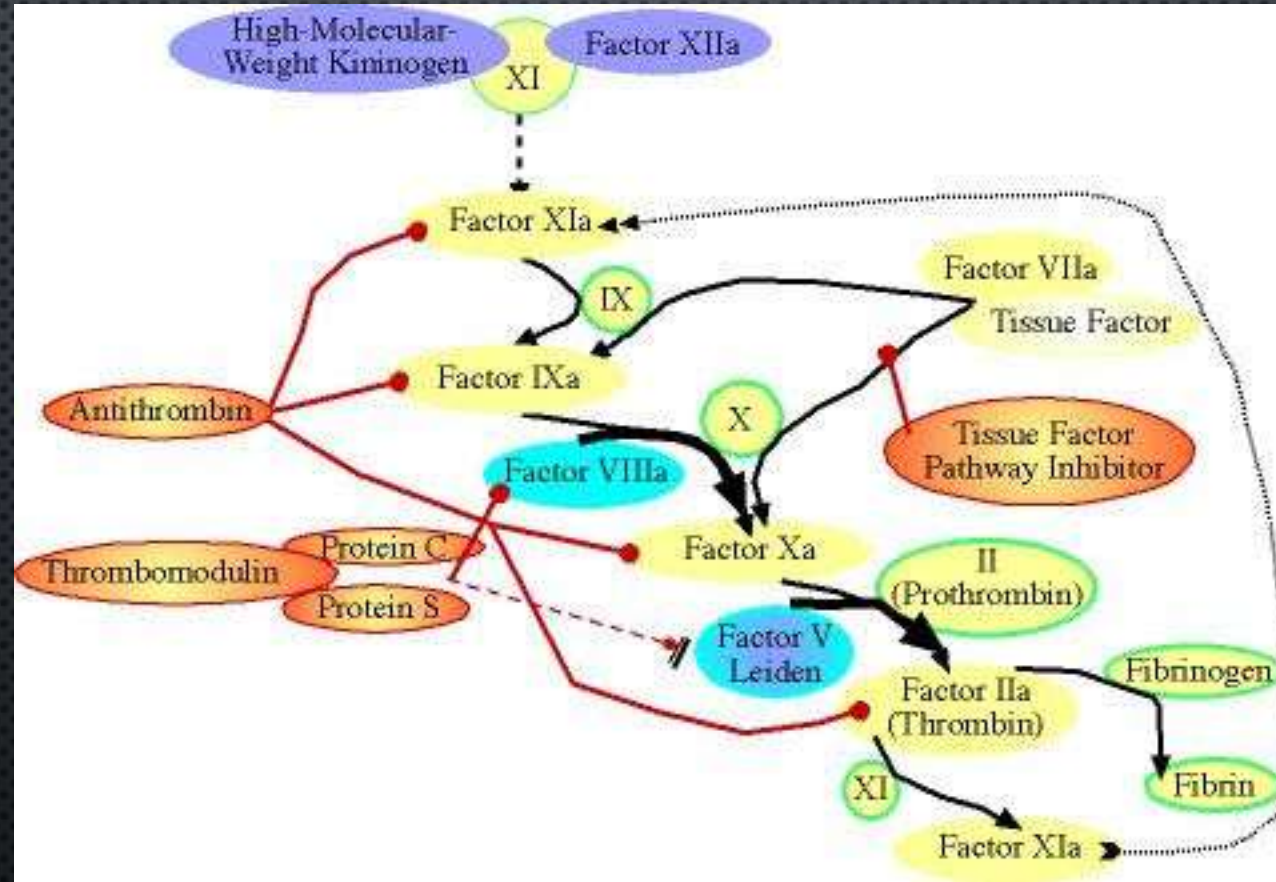 High-Molecular-
Weight Kininogen
XI
Factor XIIa
Factor XIa
Factor VIIa
Tissue Factor
IX
Factor IXa
Antithrombin
X
Tissue Factor
Pathway Inhibitor
Factor VIIIa
Protein C
Thrombomodulin
Protein S
Factor Xa
II
(Prothrombin)
Factor V
Leiden
Fibrinogen
Factor IIa
(Thrombin)
XI
Fibrin
Factor XIa